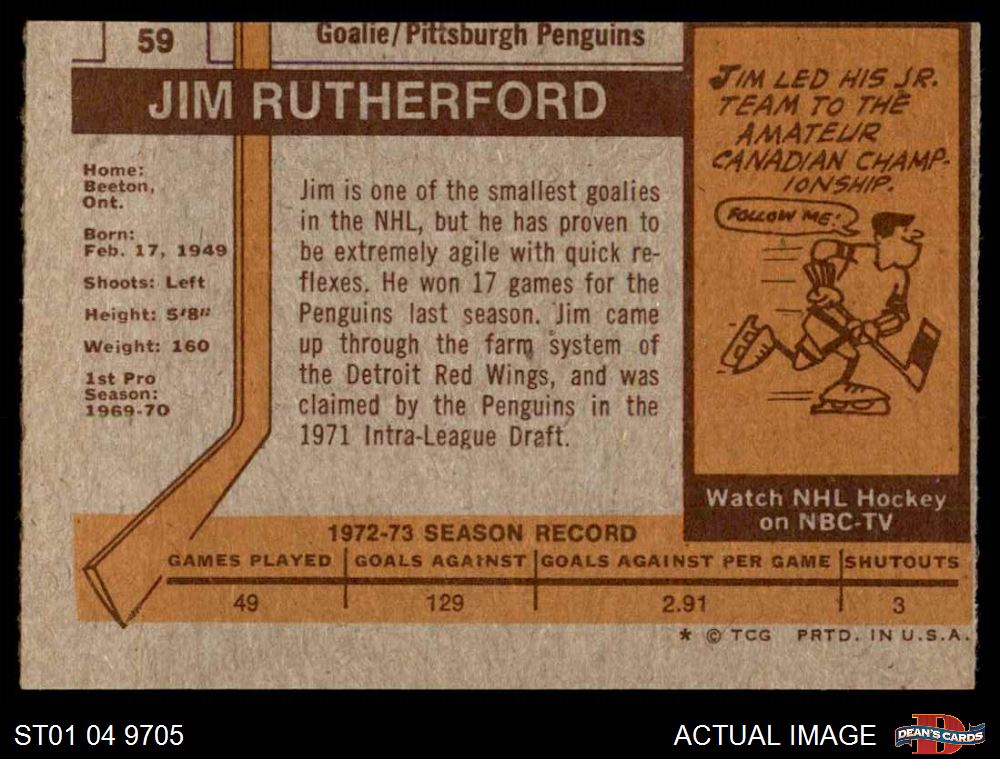 59
Goalie/Pittsburgh Penguins
JIM RUTHERFORD
Home:
Beeton,
Ont.
Born:
Feb. 17, 1949
Shoots: Left
Height: 5'8"
Weight: 160
1st Pro
Season:
1969-70
Jim is one of the smallest goalies
in the NHL, but he has proven to
be extremely agile with quick re-
flexes. He won 17 games for the
Penguins last season. Jim came
up through the farm system of
the Detroit Red Wings, and was
claimed by the Penguins in the
1971 Intra-League Draft.
JIM LED HIS JR.
TEAM TO THE
AMATEUR
CANADIAN CHAMP-
IONSHIP.
FOLLOW ME!
Watch NHL Hockey
on NBC-TV
1972-73 SEASON RECORD
GAMES PLAYED GOALS AGAINST GOALS AGAINST PER GAME SHUTOUTS
49 129 2.91 3
* © TCG PRTD. IN U.S.A.
ST01 04 9705
ACTUAL IMAGE
DEAN'S CARDS